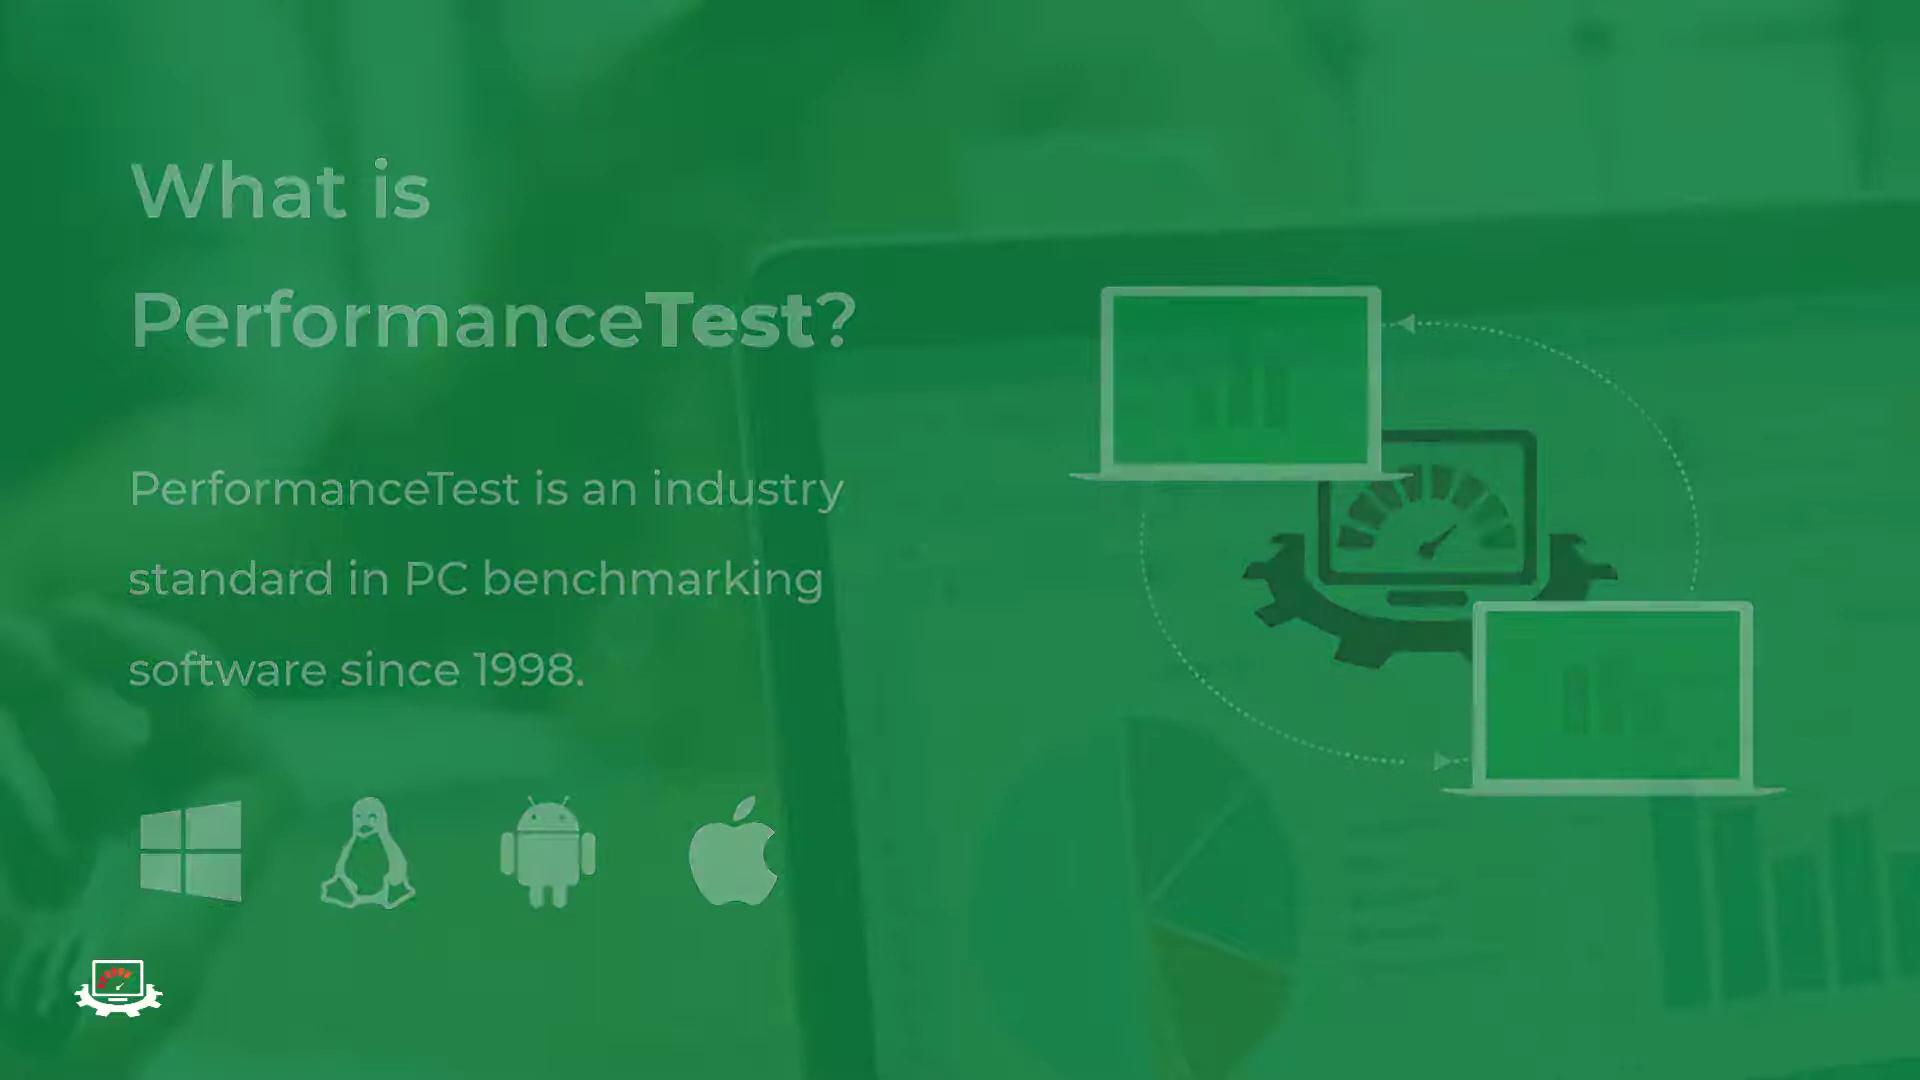 What is
PerformanceTest?
PerformanceTest is an industry
standard in PC benchmarking
software since 1998.